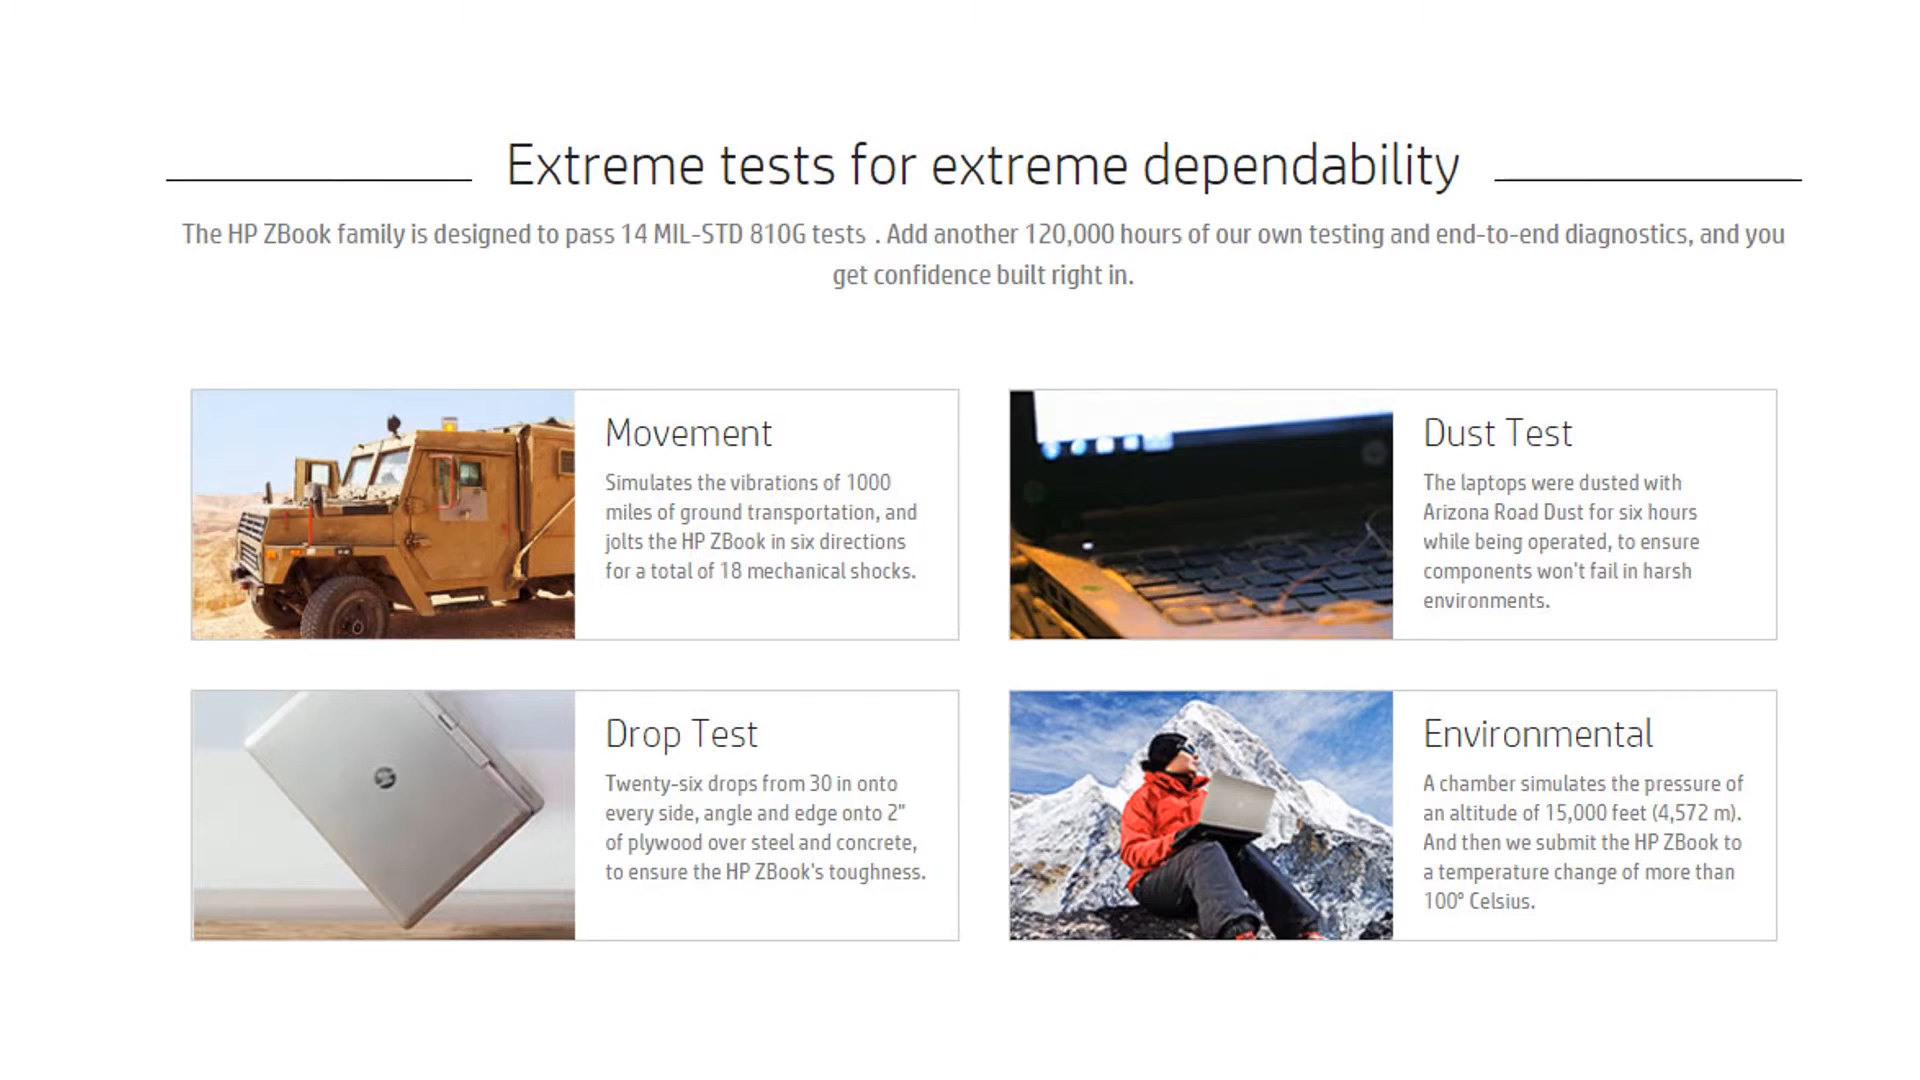 Extreme tests for extreme dependability
The HP ZBook family is designed to pass 14 MIL-STD 810G tests . Add another 120,000 hours of our own testing and end-to-end diagnostics, and you
get confidence built right in.
Movement
Simulates the vibrations of 1000
miles of ground transportation, and
jolts the HP ZBook in six directions
for a total of 18 mechanical shocks.
Dust Test
The laptops were dusted with
Arizona Road Dust for six hours
while being operated, to ensure
components won't fail in harsh
environments.
Drop Test
Twenty-six drops from 30 in onto
every side, angle and edge onto 2"
of plywood over steel and concrete,
to ensure the HP ZBook's toughness.
Environmental
A chamber simulates the pressure of
an altitude of 15,000 feet (4,572 m).
And then we submit the HP ZBook to
a temperature change of more than
100° Celsius.